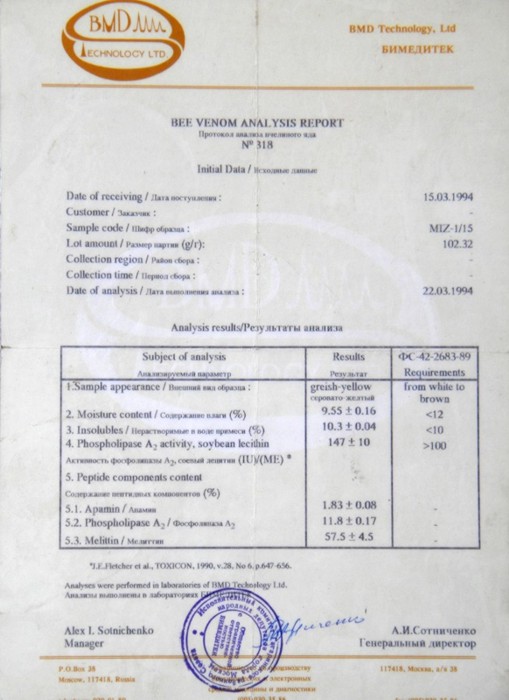 BMD
TECHNOLOGY LTD
BMD Technology, Ltd
БИМЕДИТЕК
BEE VENOM ANALYSIS REPORT
Протокол анализа пчелиного яда
№ 318
Initial Data / Исходные данные
Date of receiving / Дата поступления : 15.03.1994
Customer / Заказчик : -
Sample code / Шифр образца : MIZ-1/15
Lot amount / Размер партии (g/г): 102.32
Collection region / Район сбора : -
Collection time / Период сбора : -
Date of analysis / Дата выполнения анализа : 22.03.1994
Analysis results/Результаты анализа
Subject of analysis Results ФС-42-2683-89
Анализируемый параметр Результат Requirements
1.Sample appearance / Внешний вид образца : greish-yellow from white to
серовато-желтый brown
2. Moisture content / Содержание влаги (%) 9.55 ± 0.16 <12
3. Insolubles / Нерастворимые в воде примеси (%) 10.3 ± 0.04 <10
4. Phospholipase A2 activity, soybean lecithin 147 ± 10 >100
Активность фосфолипазы A2, соевый лецитин (IU)/(ME) *
5. Peptide components content
Содержание пептидных компонентов (%)
5.1. Apamin / Апамин 1.83 ± 0.08 -
5.2. Phospholipase A2 / Фосфолипаза A2 11.8 ± 0.17 -
5.3. Melittin / Мелиттин 57.5 ± 4.5 -
*J.E.Fletcher et al., TOXICON, 1990, v.28, No 6, p.647-656.
Analyses were performed in laboratories of BMD Technology Ltd.
Анализы выполнены в лабораториях
Alex I. Sotnichenko А.И.Сотниченко
Manager Генеральный директор
P.O.Box 38 117418, Москва, а/я 38
Moscow, 117418, Russia